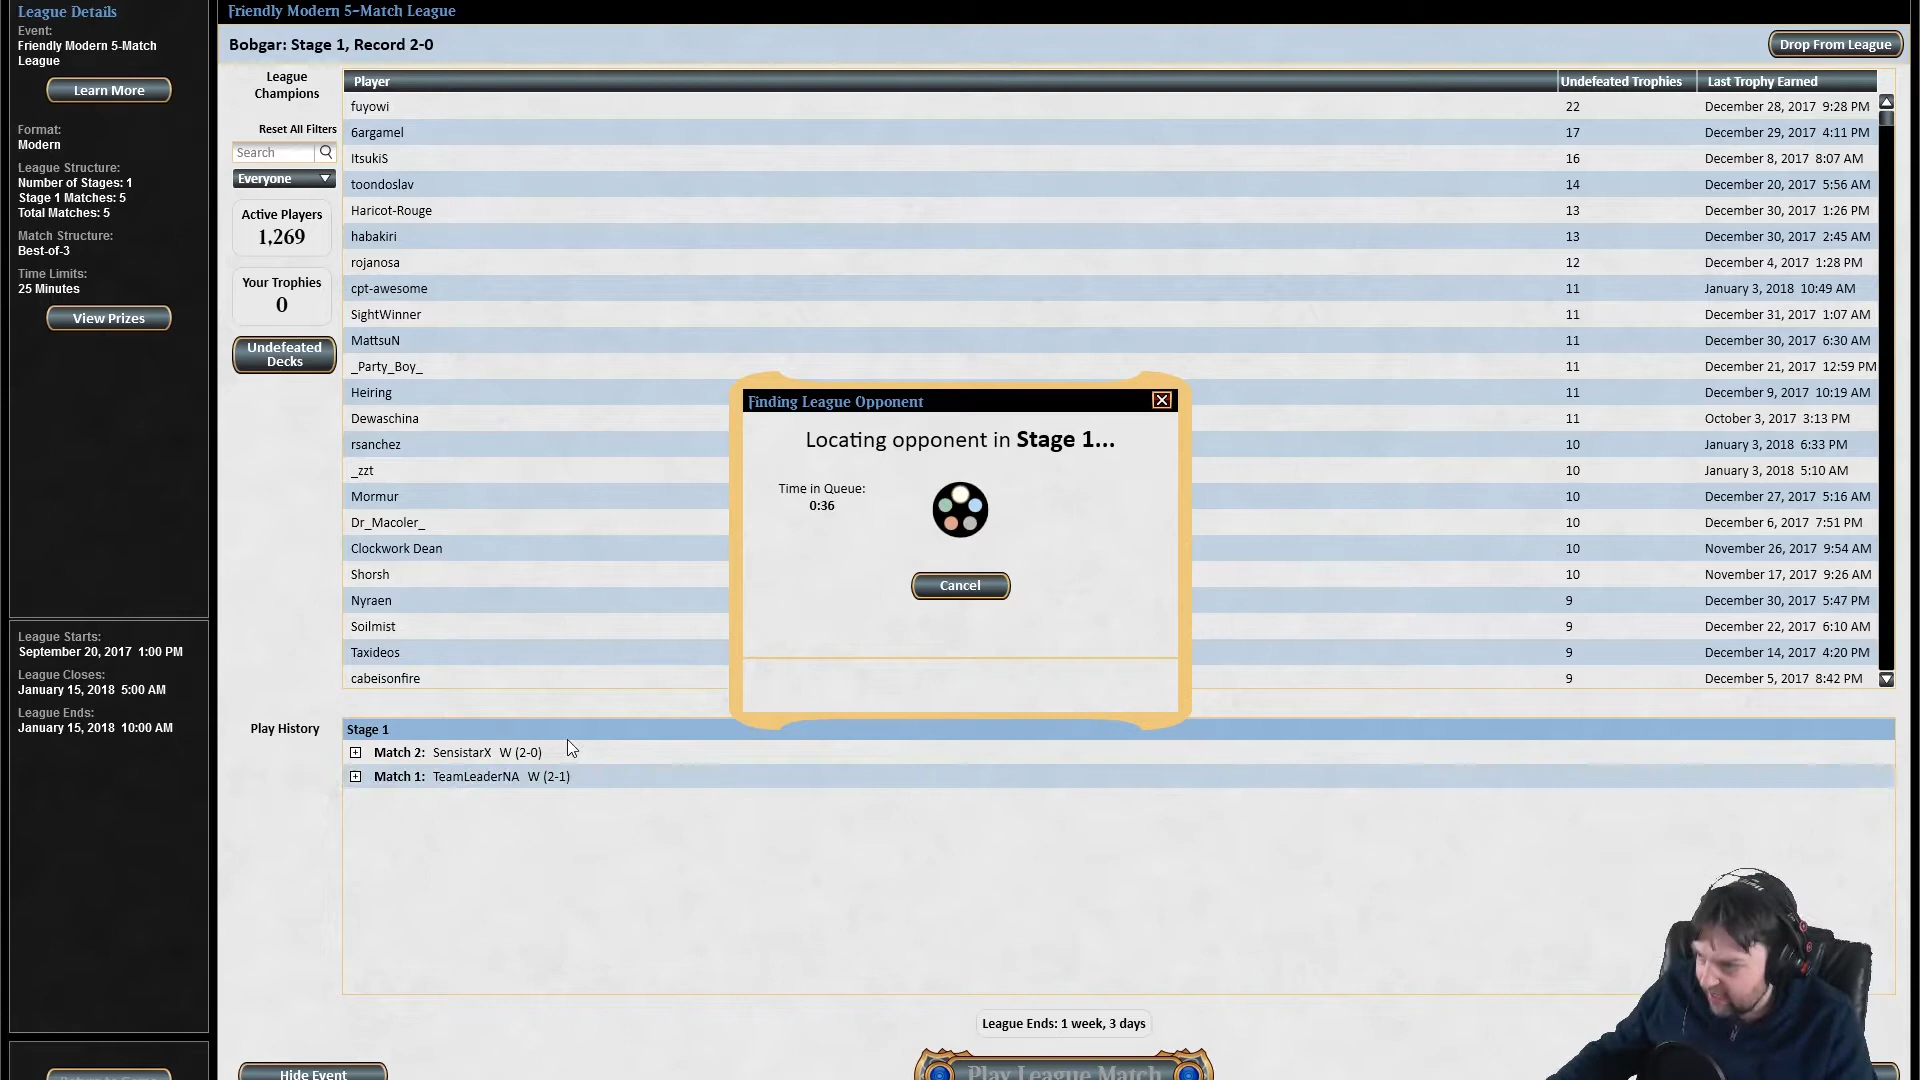 League Details
Event:
Friendly Modern 5-Match
League
Learn More
Format:
Modern
League Structure:
Number of Stages: 1
Stage 1 Matches: 5
Total Matches: 5
Match Structure:
Best-of-3
Time Limits:
25 Minutes
View Prizes
League Starts:
September 20, 2017 1:00 PM
League Closes:
January 15, 2018 5:00 AM
League Ends:
January 15, 2018 10:00 AM
Friendly Modern 5-Match League
Bobgar: Stage 1, Record 2-0
Drop From League
League
Champions
Reset All Filters
Search
Everyone
Active Players
1,269
Your Trophies
0
Undefeated
Decks
Player Undefeated Trophies Last Trophy Earned
fuyowi 22 December 28, 2017 9:28 PM
6argamel 17 December 29, 2017 4:11 PM
ItsukiS 16 December 8, 2017 8:07 AM
toondoslav 14 December 20, 2017 5:56 AM
Haricot-Rouge 13 December 30, 2017 1:26 PM
habakiri 13 December 30, 2017 2:45 AM
rojanosa 12 December 4, 2017 1:28 PM
cpt-awesome 11 January 3, 2018 10:49 AM
SightWinner 11 December 31, 2017 1:07 AM
MattsuN 11 December 30, 2017 6:30 AM
_Party_Boy_ 11 December 21, 2017 12:59 PM
Heiring 11 December 9, 2017 10:19 AM
Dewaschina 11 October 3, 2017 3:13 PM
rsanchez 10 January 3, 2018 6:33 PM
_zzt 10 January 3, 2018 5:10 AM
Mormur 10 December 27, 2017 5:16 AM
Dr_Macoler_ 10 December 6, 2017 7:51 PM
Clockwork Dean 10 November 26, 2017 9:54 AM
Shorsh 10 November 17, 2017 9:26 AM
Nyraen 9 December 30, 2017 5:47 PM
Soilmist 9 December 22, 2017 6:10 AM
Taxideos 9 December 14, 2017 4:20 PM
cabeisonfire 9 December 5, 2017 8:42 PM
Finding League Opponent
Locating opponent in Stage 1...
Time in Queue:
0:36
Cancel
Play History
Stage 1
Match 2: SensistarX W (2-0)
Match 1: TeamLeaderNA W (2-1)
League Ends: 1 week, 3 days
Hide Event
Play League Match